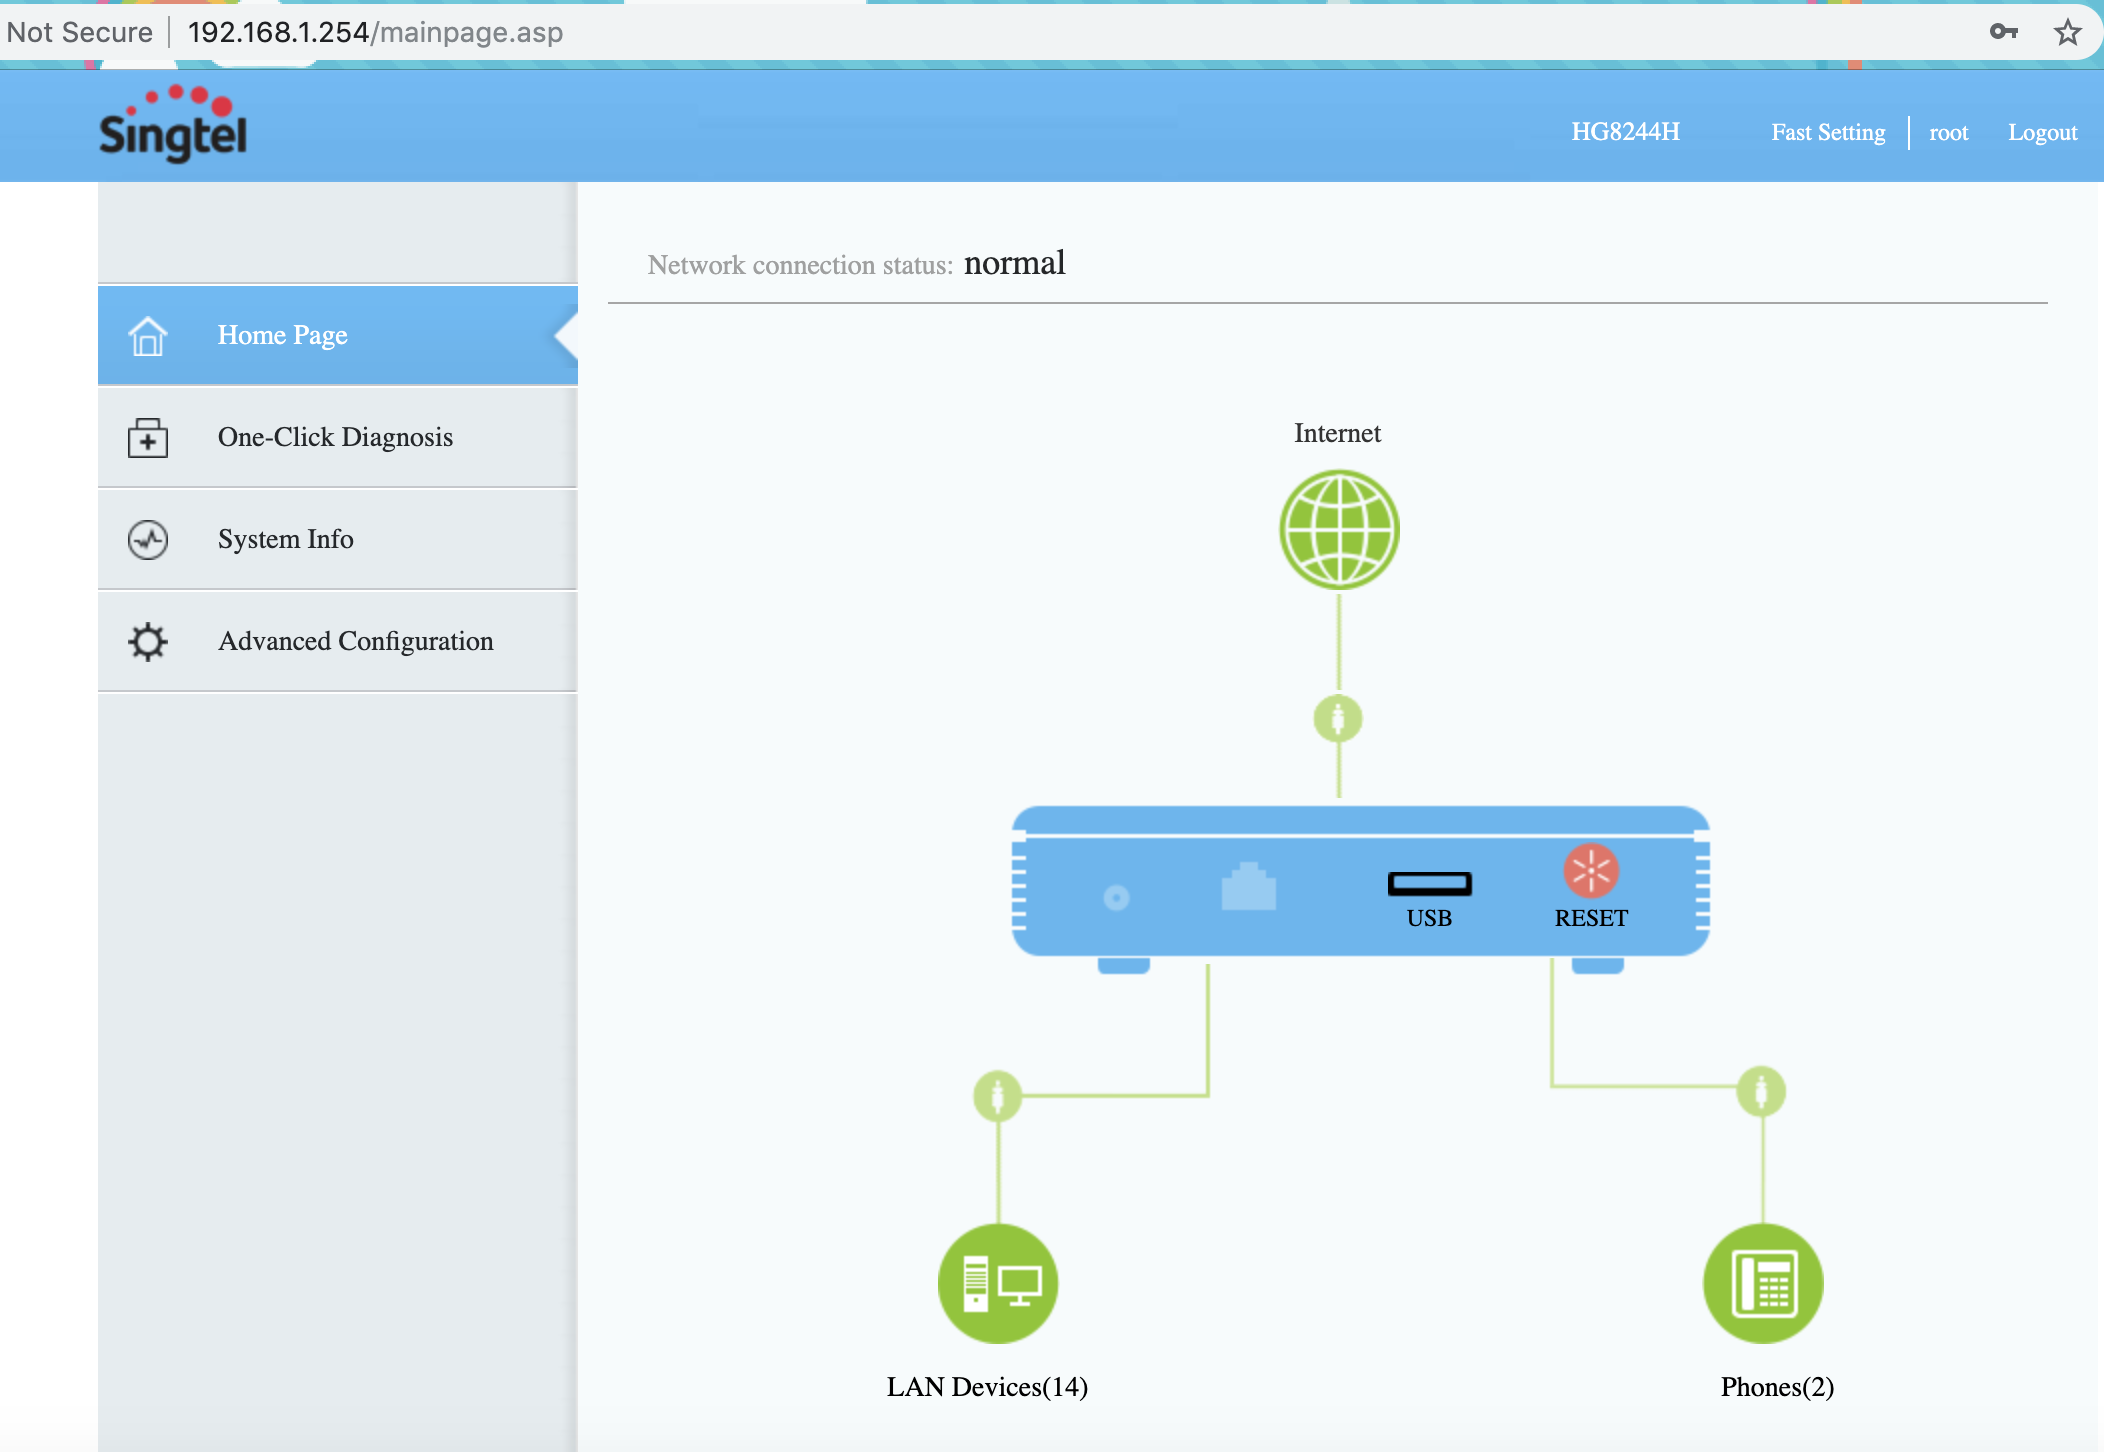 Not Secure 192.168.1.254/mainpage.asp
Singtel
HG8244H Fast Setting root Logout
Network connection status: normal
Home Page
One-Click Diagnosis
System Info
Advanced Configuration
Internet
USB
RESET
LAN Devices(14)
Phones(2)